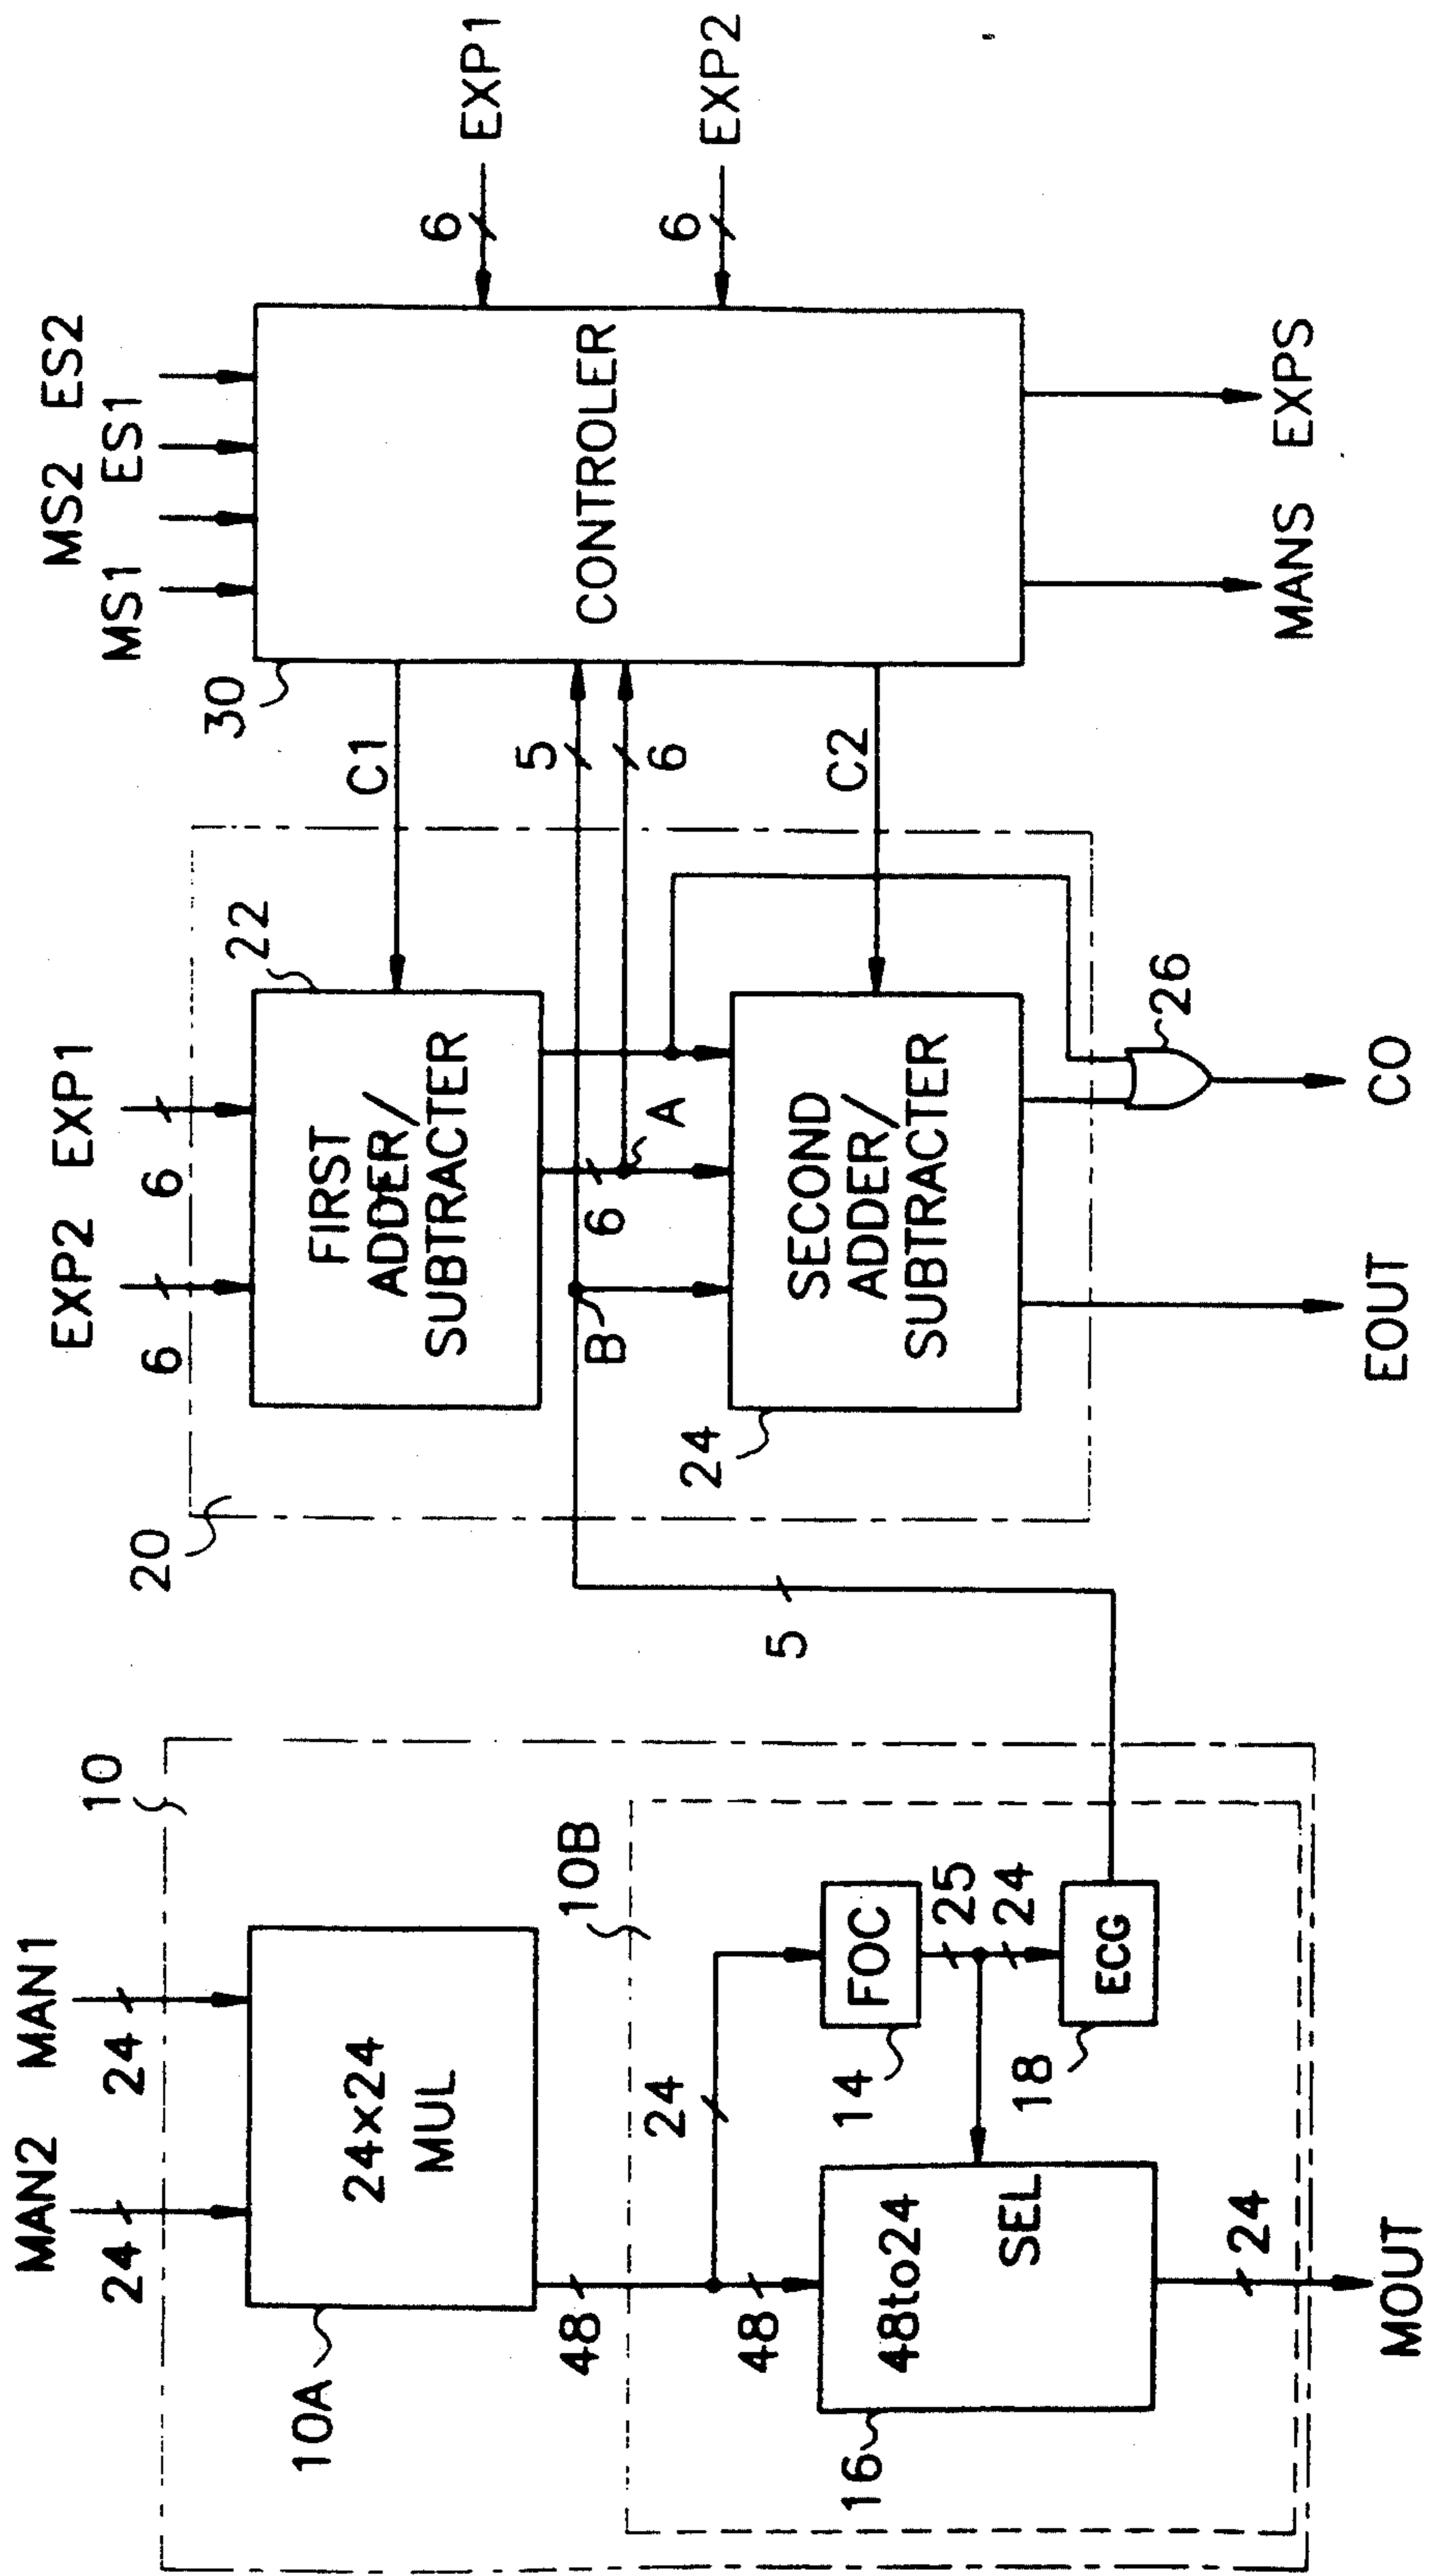 MAN2 MAN1
24
24
10
24×24
MUL
10A
48
10B
24
48
48to24
SEL
16
FOC
14
25
24
ECG
18
24
MOUT
5
EXP2 EXP1
6
6
20
FIRST
ADDER/
SUBTRACTER
22
B
6
A
SECOND
ADDER/
SUBTRACTER
24
26
EOUT
CO
C1
5
6
C2
MS1
MS2
ES1
ES2
30
CONTROLER
6
EXP1
6
EXP2
MANS
EXPS